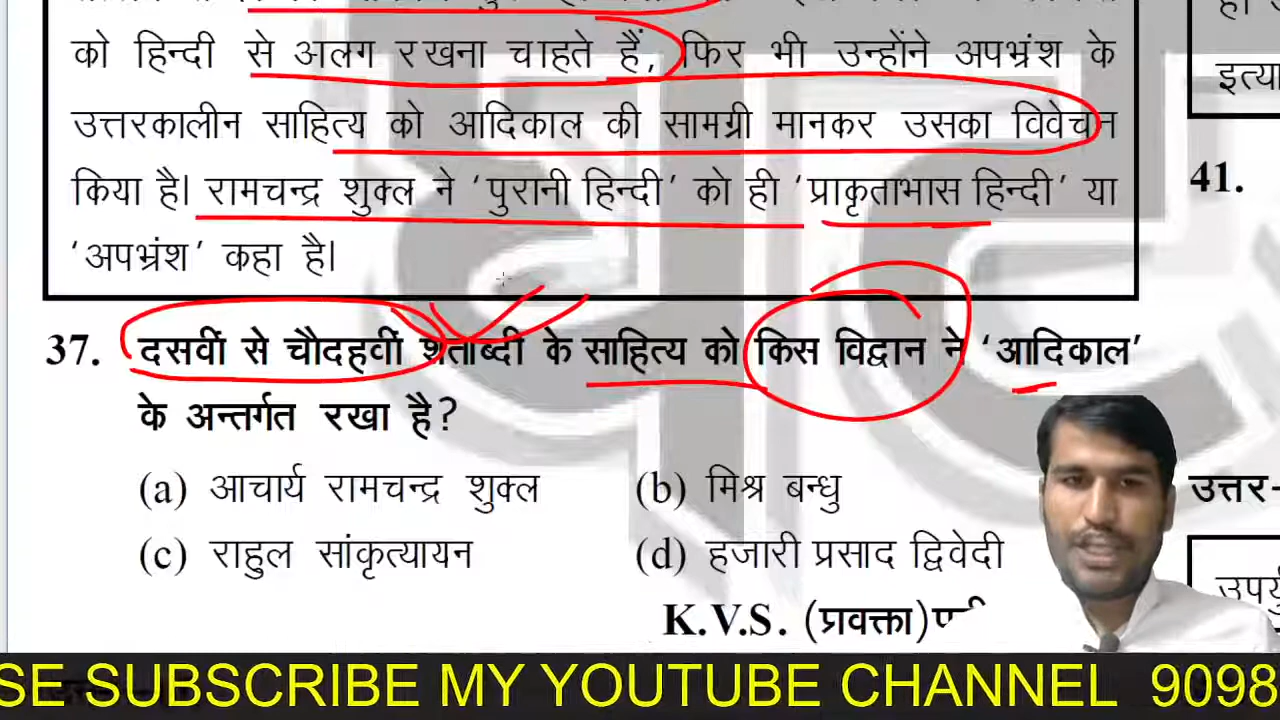 को हिन्दी से अलग रखना चाहते हैं, फिर भी उन्होंने अपभ्रंश के
उत्तरकालीन साहित्य को आदिकाल की सामग्री मानकर उसका विवेचन
किया है। रामचन्द्र शुक्ल ने ‘पुरानी हिन्दी’ को ही ‘प्राकृताभास हिन्दी’ या
‘अपभ्रंश’ कहा है।
37. दसवीं से चौदहवीं शताब्दी के साहित्य को किस विद्वान ने ‘आदिकाल’
के अन्तर्गत रखा है?
(a) आचार्य रामचन्द्र शुक्ल (b) मिश्र बन्धु
(c) राहुल सांकृत्यायन (d) हजारी प्रसाद द्विवेदी
K.V.S. (प्रवक्ता)
41.
उत्तर-
SE SUBSCRIBE MY YOUTUBE CHANNEL 9098